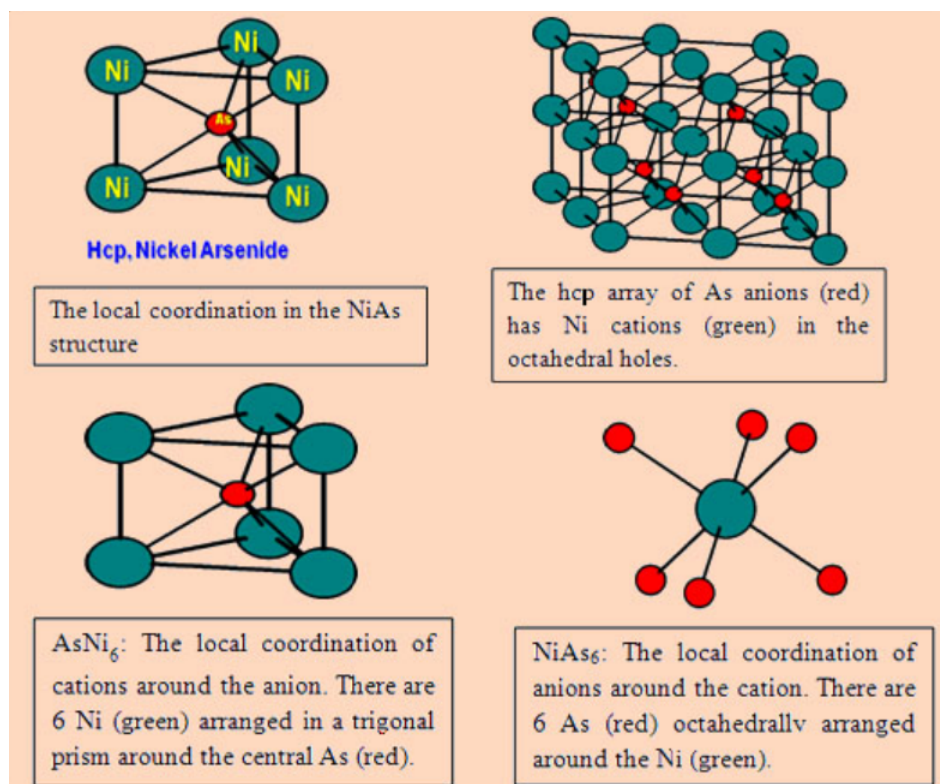 Ni
Ni
Ni
As
Ni
Ni
Ni
Hcp, Nickel Arsenide
The local coordination in the NiAs
structure
The hcp array of As anions (red)
has Ni cations (green) in the
octahedral holes.
AsNi6: The local coordination of
cations around the anion. There are
6 Ni (green) arranged in a trigonal
prism around the central As (red).
NiAs6: The local coordination of
anions around the cation. There are
6 As (red) octahedrallv arranged
around the Ni (green).